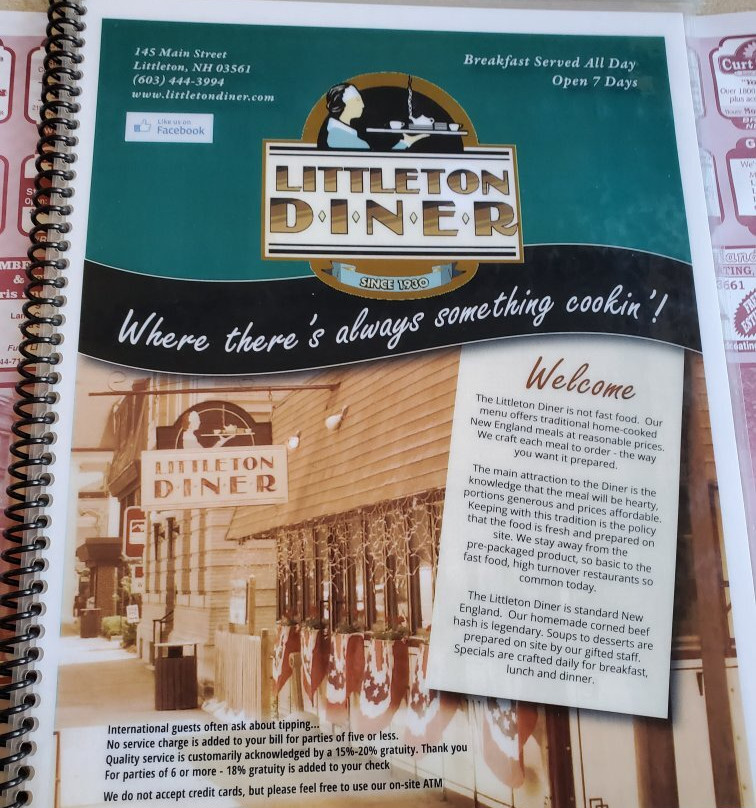 145 Main Street
Littleton, NH 03561
(603) 444-3994
www.littletondiner.com
Like us on
Facebook
Breakfast Served All Day
Open 7 Days
LITTLETON
D·I·N·E·R
SINCE 1930
Where there's always something cookin'!
LITTLETON
D·I·N·E·R
Welcome
The Littleton Diner is not fast food. Our
menu offers traditional home-cooked
New England meals at reasonable prices.
We craft each meal to order - the way
you want it prepared.
The main attraction to the Diner is the
knowledge that the meal will be hearty,
portions generous and prices affordable.
Keeping with this tradition is the policy
that the food is fresh and prepared on
site. We stay away from the
pre-packaged product, so basic to the
fast food, high turnover restaurants so
common today.
The Littleton Diner is standard New
England. Our homemade corned beef
hash is legendary. Soups to desserts are
prepared on site by our gifted staff.
Specials are crafted daily for breakfast,
lunch and dinner.
International guests often ask about tipping...
No service charge is added to your bill for parties of five or less.
Quality service is customarily acknowledged by a 15%-20% gratuity. Thank you
For parties of 6 or more - 18% gratuity is added to your check
We do not accept credit cards, but please feel free to use our on-site ATM
Curt
Over 1000
plus
3661